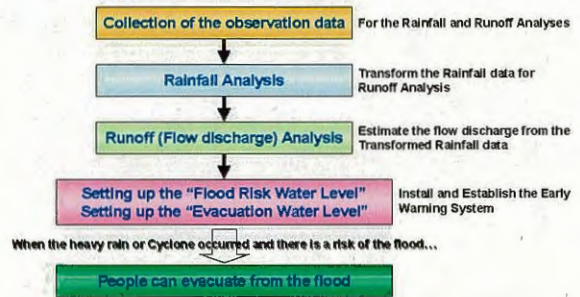 Collection of the observation data
For the Rainfall and Runoff Analyses
Rainfall Analysis
Transform the Rainfall data for
Runoff Analysis
Runoff (Flow discharge) Analysis
Estimate the flow discharge from the
Transformed Rainfall data
Setting up the “Flood Risk Water Level”
Setting up the “Evacuation Water Level”
Install and Establish the Early
Warning System
When the heavy rain or Cyclone occurred and there is a risk of the flood...
People can evacuate from the flood